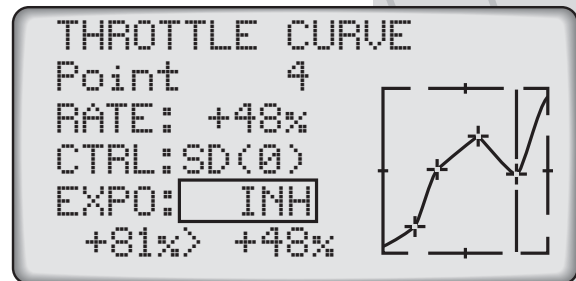 THROTTLE CURVE
Point 4
RATE: +48%
CTRL:SD(0)
EXPO: INH
+81%> +48%